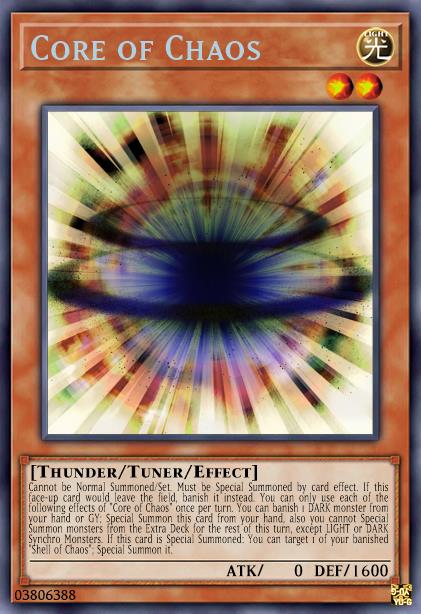 Core of Chaos
LIGHT
光
[Thunder/Tuner/Effect]
Cannot be Normal Summoned/Set. Must be Special Summoned by card effect. If this
face-up card would leave the field, banish it instead. You can only use each of the
following effects of "Core of Chaos" once per turn. You can banish 1 DARK monster from
your hand or GY; Special Summon this card from your hand, also you cannot Special
Summon monsters from the Extra Deck for the rest of this turn, except LIGHT or DARK
Synchro Monsters. If this card is Special Summoned: You can target 1 of your banished
"Shell of Chaos"; Special Summon it.
ATK/ 0 DEF/1600
03806388